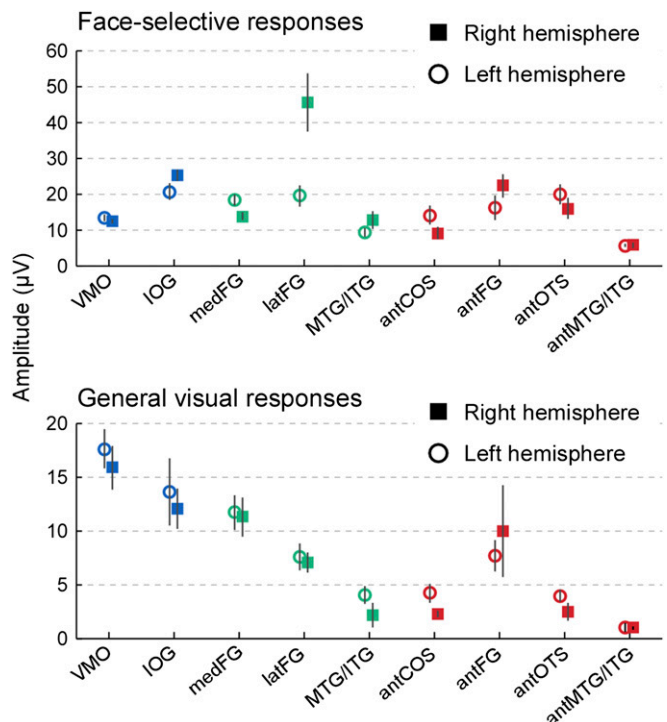 Face-selective responses
60
50
40
30
20
10
0
Right hemisphere
Left hemisphere
VMO
IOG
medFG
latFG
MTG/ITG
antCOS
antFG
antOTS
antMTG/ITG
Amplitude (µV)
General visual responses
20
15
10
5
0
Right hemisphere
Left hemisphere
VMO
IOG
medFG
latFG
MTG/ITG
antCOS
antFG
antOTS
antMTG/ITG